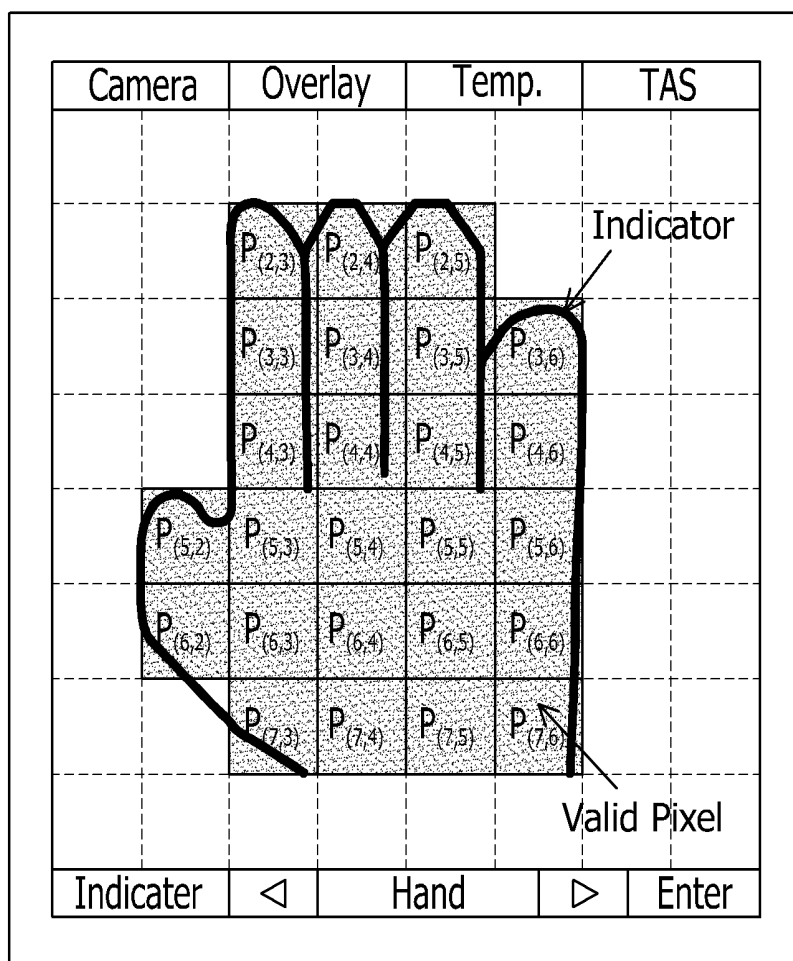 Camera Overlay Temp. TAS
Indicator
P(2,3) P(2,4) P(2,5)
P(3,3) P(3,4) P(3,5) P(3,6)
P(4,3) P(4,4) P(4,5) P(4,6)
P(5,2) P(5,3) P(5,4) P(5,5) P(5,6)
P(6,2) P(6,3) P(6,4) P(6,5) P(6,6)
P(7,3) P(7,4) P(7,5) P(7,6)
Valid Pixel
Indicater ◁ Hand ▷ Enter